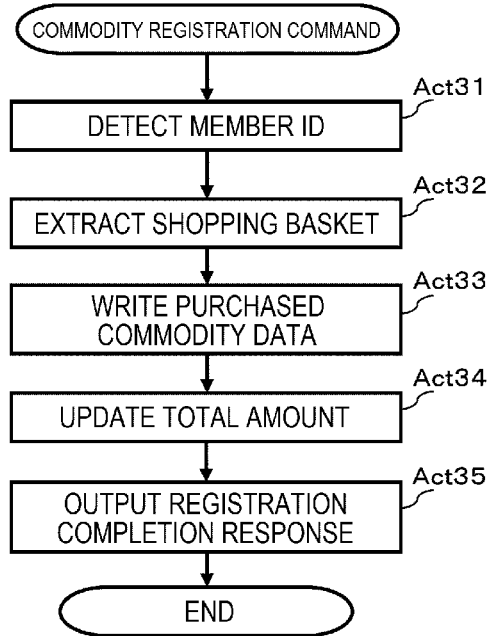 COMMODITY REGISTRATION COMMAND
Act31
DETECT MEMBER ID
Act32
EXTRACT SHOPPING BASKET
Act33
WRITE PURCHASED
COMMODITY DATA
Act34
UPDATE TOTAL AMOUNT
Act35
OUTPUT REGISTRATION
COMPLETION RESPONSE
END